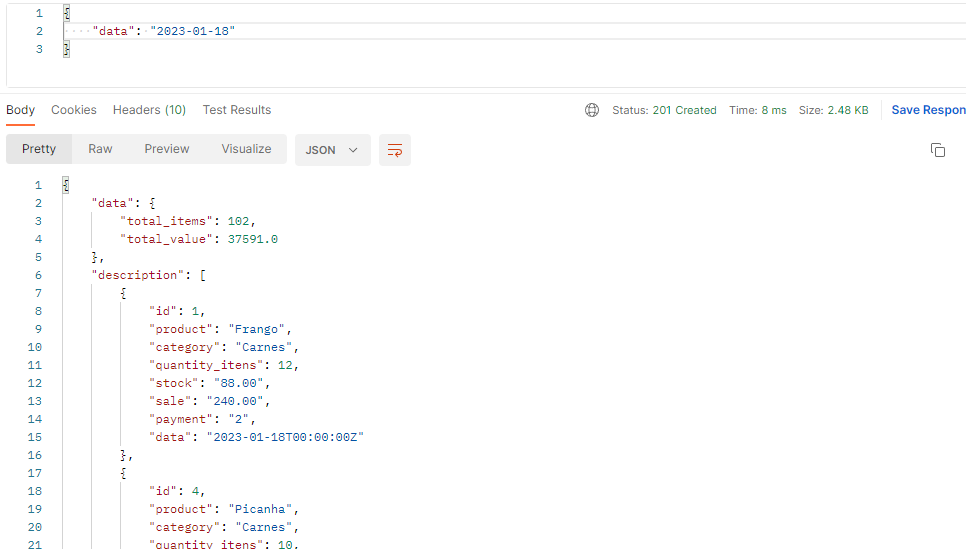 1 {
2 "data": "2023-01-18"
3 }
Body Cookies Headers (10) Test Results Status: 201 Created Time: 8 ms Size: 2.48 KB Save Respon
Pretty Raw Preview Visualize JSON
1 {
2 "data": {
3 "total_items": 102,
4 "total_value": 37591.0
5 },
6 "description": [
7 {
8 "id": 1,
9 "product": "Frango",
10 "category": "Carnes",
11 "quantity_itens": 12,
12 "stock": "88.00",
13 "sale": "240.00",
14 "payment": "2",
15 "data": "2023-01-18T00:00:00Z"
16 },
17 {
18 "id": 4,
19 "product": "Picanha",
20 "category": "Carnes",
21 "quantity_itens": 10,